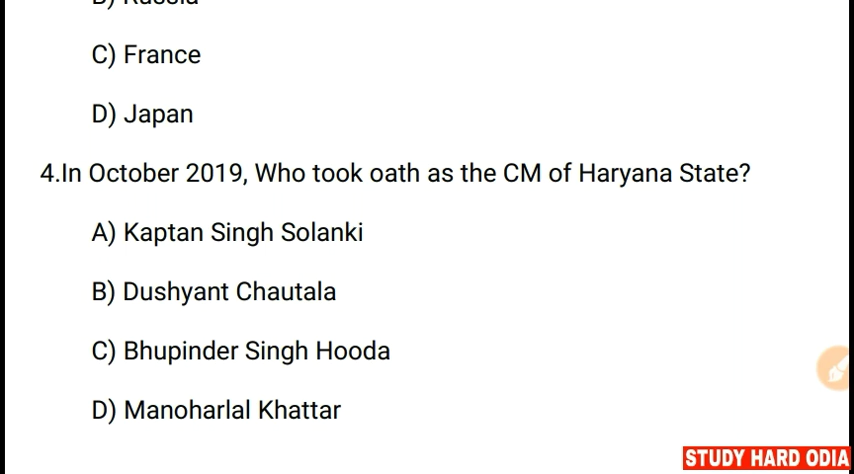 C) France
D) Japan
4.In October 2019, Who took oath as the CM of Haryana State?
A) Kaptan Singh Solanki
B) Dushyant Chautala
C) Bhupinder Singh Hooda
D) Manoharlal Khattar
STUDY HARD ODIA